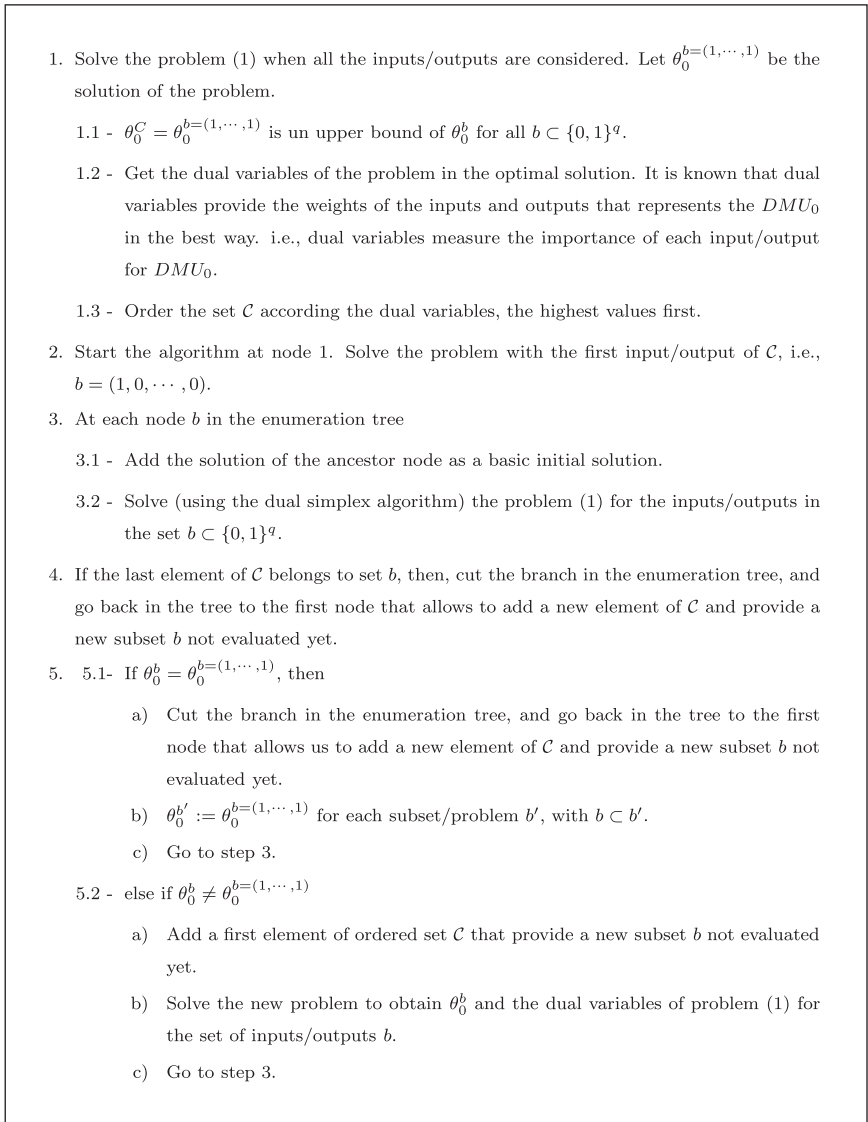 1. Solve the problem (1) when all the inputs/outputs are considered. Let θ_0^{b=(1,⋯,1)} be the
solution of the problem.
1.1 - θ_0^C = θ_0^{b=(1,⋯,1)} is un upper bound of θ_0^b for all b ⊂ {0, 1}^q.
1.2 - Get the dual variables of the problem in the optimal solution. It is known that dual
variables provide the weights of the inputs and outputs that represents the DMU_0
in the best way. i.e., dual variables measure the importance of each input/output
for DMU_0.
1.3 - Order the set 𝒞 according the dual variables, the highest values first.
2. Start the algorithm at node 1. Solve the problem with the first input/output of 𝒞, i.e.,
b = (1, 0, ⋯ , 0).
3. At each node b in the enumeration tree
3.1 - Add the solution of the ancestor node as a basic initial solution.
3.2 - Solve (using the dual simplex algorithm) the problem (1) for the inputs/outputs in
the set b ⊂ {0, 1}^q.
4. If the last element of 𝒞 belongs to set b, then, cut the branch in the enumeration tree, and
go back in the tree to the first node that allows to add a new element of 𝒞 and provide a
new subset b not evaluated yet.
5. 5.1- If θ_0^b = θ_0^{b=(1,⋯,1)}, then
a) Cut the branch in the enumeration tree, and go back in the tree to the first
node that allows us to add a new element of 𝒞 and provide a new subset b not
evaluated yet.
b) θ_0^{b′} := θ_0^{b=(1,⋯,1)} for each subset/problem b′, with b ⊂ b′.
c) Go to step 3.
5.2 - else if θ_0^b ≠ θ_0^{b=(1,⋯,1)}
a) Add a first element of ordered set 𝒞 that provide a new subset b not evaluated
yet.
b) Solve the new problem to obtain θ_0^b and the dual variables of problem (1) for
the set of inputs/outputs b.
c) Go to step 3.